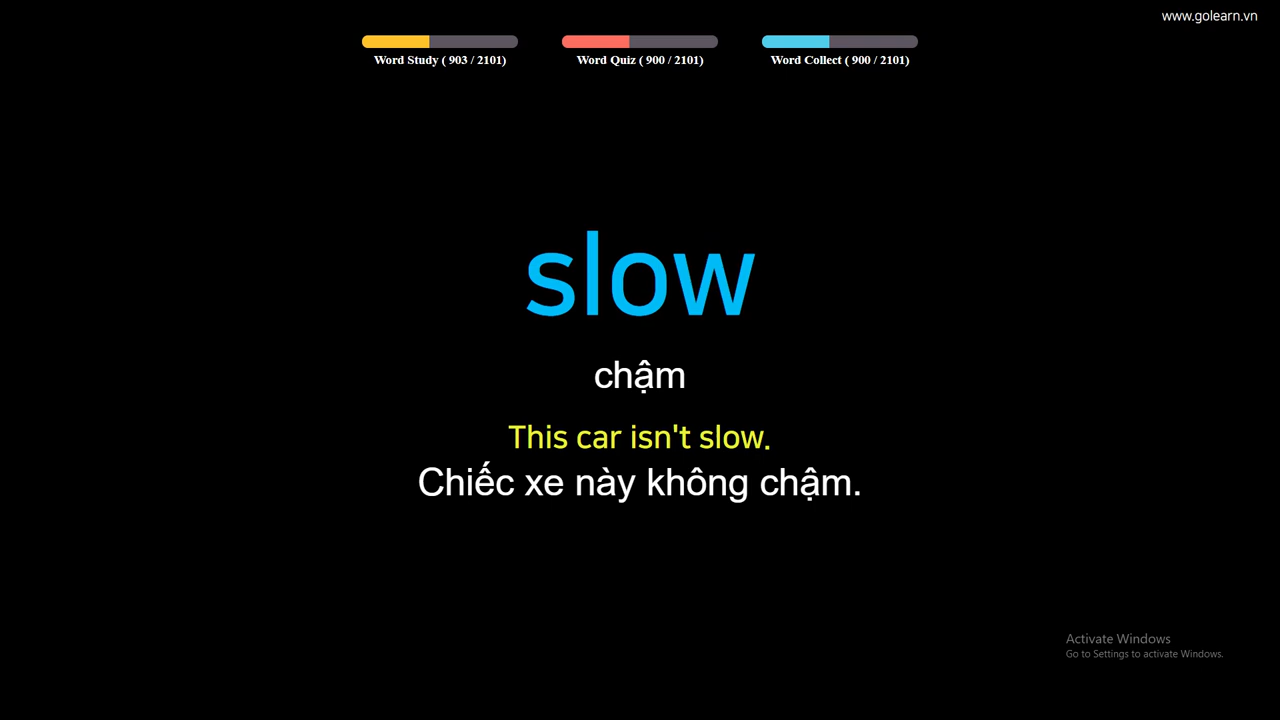 www.golearn.vn
Word Study ( 903 / 2101)
Word Quiz ( 900 / 2101)
Word Collect ( 900 / 2101)
slow
chậm
This car isn't slow.
Chiếc xe này không chậm.
Activate Windows
Go to Settings to activate Windows.